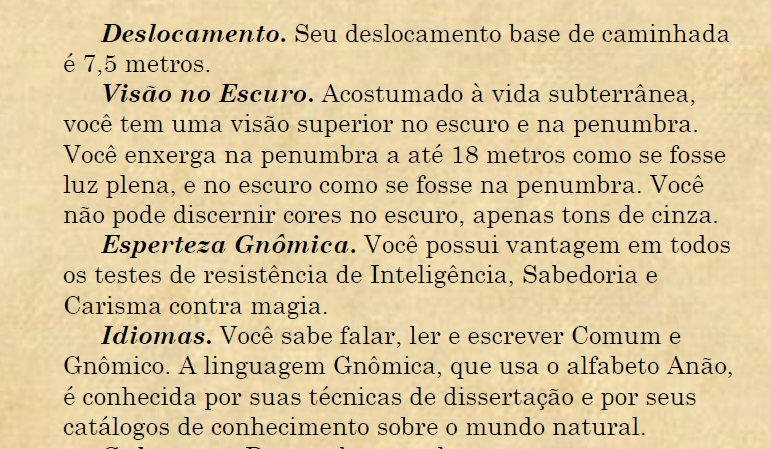 Deslocamento. Seu deslocamento base de caminhada
é 7,5 metros.
Visão no Escuro. Acostumado à vida subterrânea,
você tem uma visão superior no escuro e na penumbra.
Você enxerga na penumbra a até 18 metros como se fosse
luz plena, e no escuro como se fosse na penumbra. Você
não pode discernir cores no escuro, apenas tons de cinza.
Esperteza Gnômica. Você possui vantagem em todos
os testes de resistência de Inteligência, Sabedoria e
Carisma contra magia.
Idiomas. Você sabe falar, ler e escrever Comum e
Gnômico. A linguagem Gnômica, que usa o alfabeto Anão,
é conhecida por suas técnicas de dissertação e por seus
catálogos de conhecimento sobre o mundo natural.